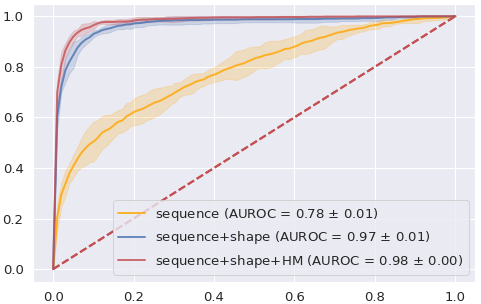 1.0
0.8
0.6
0.4
0.2
0.0
sequence (AUROC = 0.78 ± 0.01)
sequence+shape (AUROC = 0.97 ± 0.01)
sequence+shape+HM (AUROC = 0.98 ± 0.00)
0.0 0.2 0.4 0.6 0.8 1.0